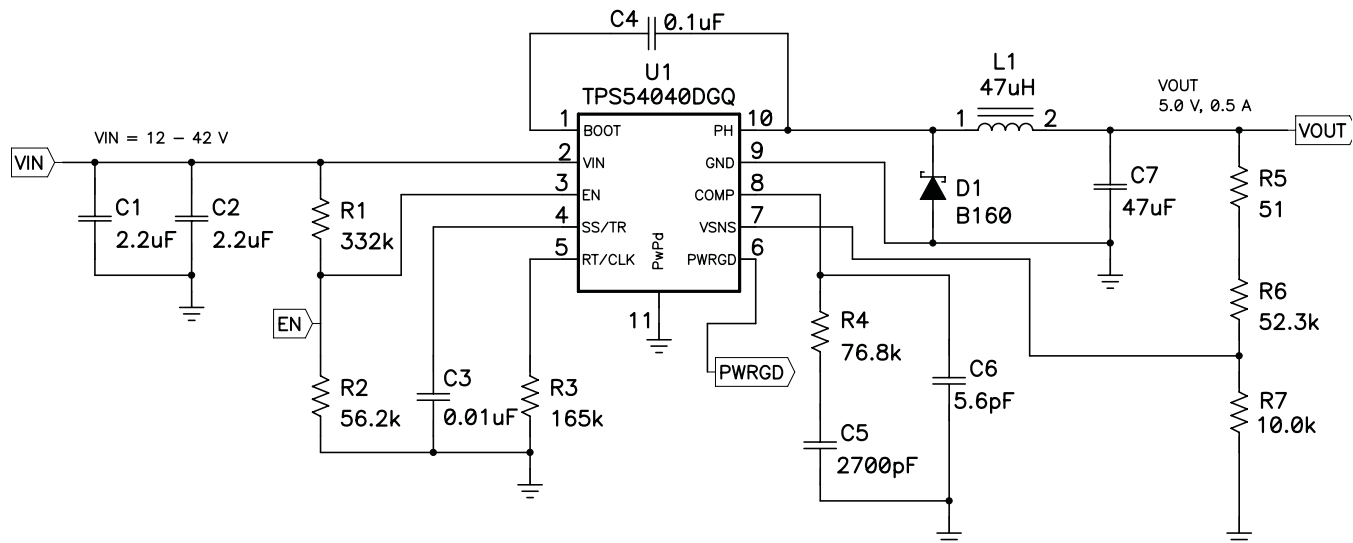 C4
0.1uF
U1
TPS54040DGQ
L1
47uH
VOUT
5.0 V, 0.5 A
VIN = 12 – 42 V
1
BOOT
PH
10
1
2
VOUT
VIN
2
VIN
GND
9
3
EN
COMP
8
4
SS/TR
VSNS
7
5
RT/CLK
PWRGD
6
PwPd
11
C1
2.2uF
C2
2.2uF
R1
332k
D1
B160
C7
47uF
R5
51
EN
R6
52.3k
R4
76.8k
PWRGD
R2
56.2k
C3
0.01uF
R3
165k
C6
5.6pF
R7
10.0k
C5
2700pF